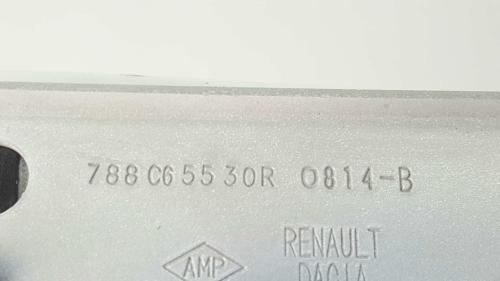 788C65530R 0814-B
RENAULT
AMP DACIA